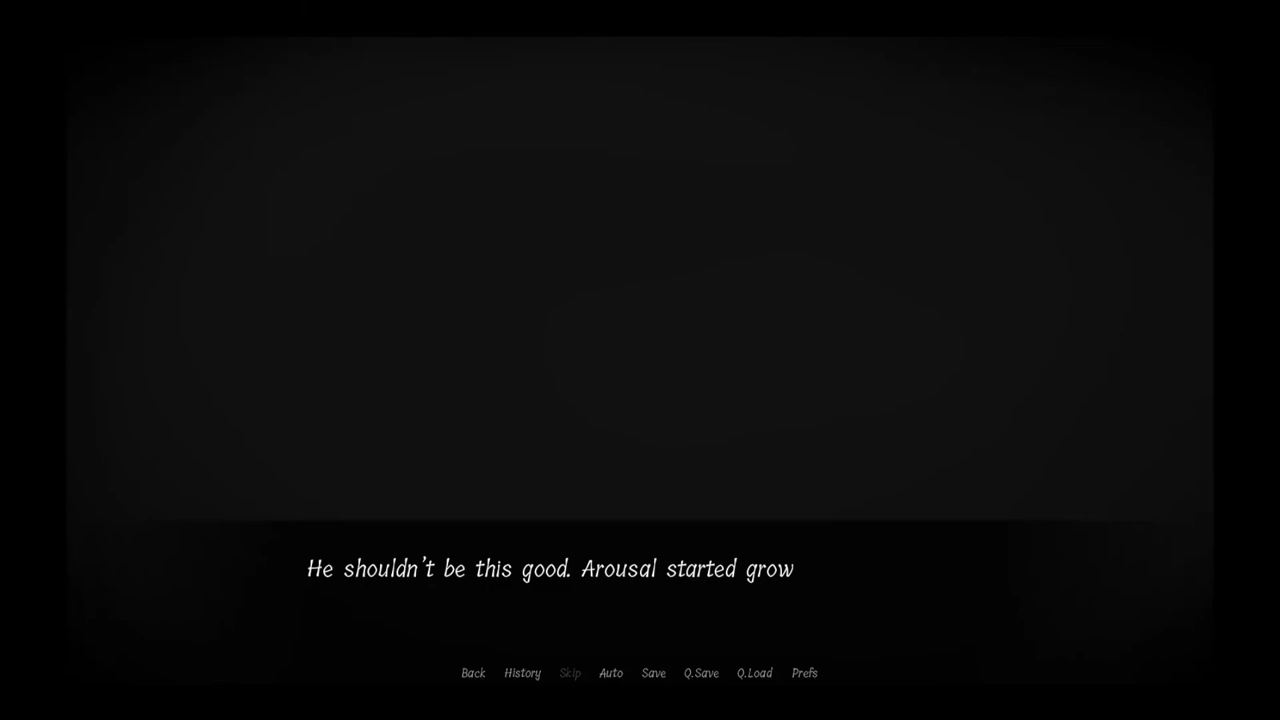 He shouldn't be this good. Arousal started grow
Back History Skip Auto Save Q.Save Q.Load Prefs